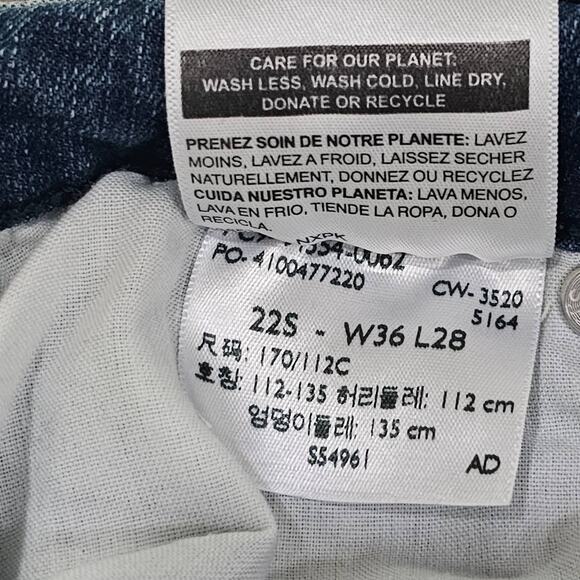 CARE FOR OUR PLANET:
WASH LESS, WASH COLD, LINE DRY,
DONATE OR RECYCLE
PRENEZ SOIN DE NOTRE PLANETE: LAVEZ
MOINS, LAVEZ A FROID, LAISSEZ SECHER
NATURELLEMENT, DONNEZ OU RECYCLEZ
CUIDA NUESTRO PLANETA: LAVA MENOS,
LAVA EN FRIO, TIENDE LA ROPA, DONA O
RECICLA.
NXPK
PO- 4100477220
CW-3520
5164
22S - W36 L28
尺码: 170/112C
호칭: 112-135 허리둘레: 112 cm
엉덩이둘레: 135 cm
S54961
AD